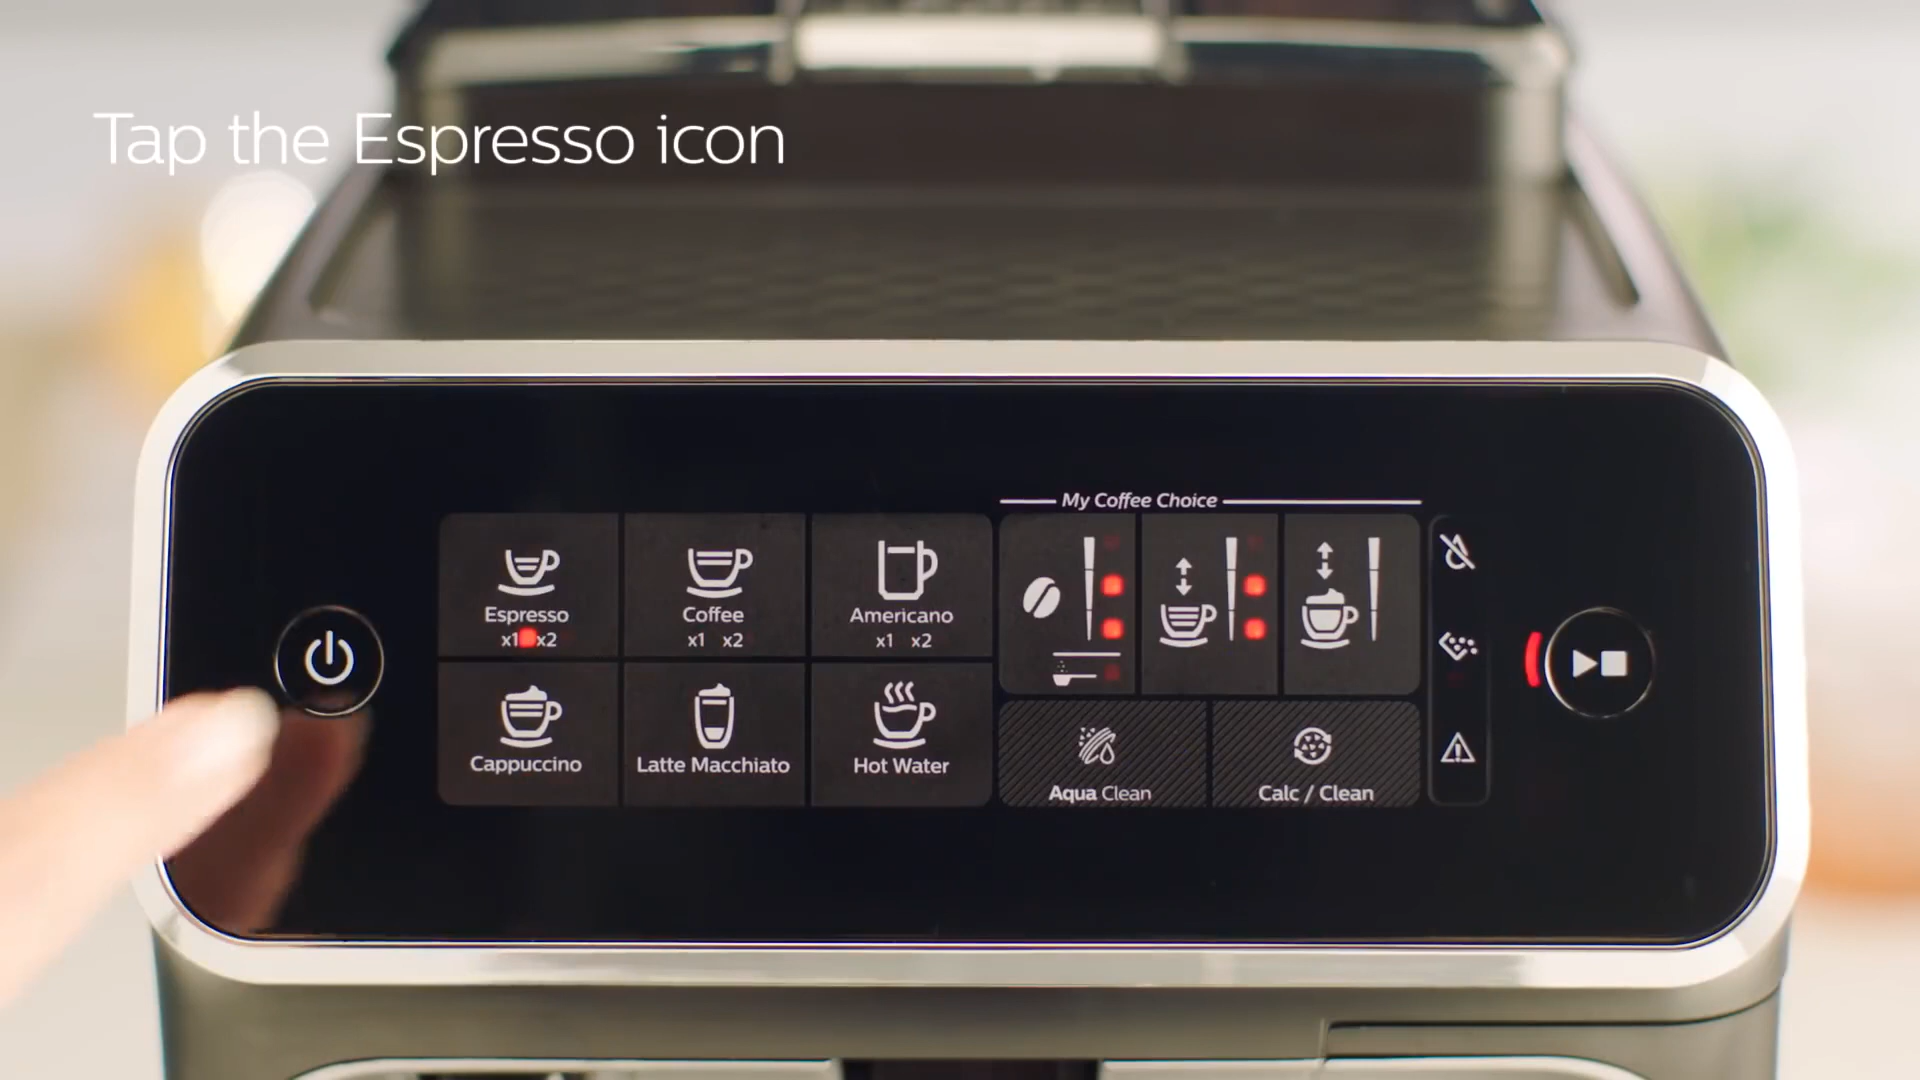 Tap the Espresso icon
My Coffee Choice
Espresso
x1 x2
Coffee
x1 x2
Americano
x1 x2
Cappuccino
Latte Macchiato
Hot Water
Aqua Clean
Calc / Clean